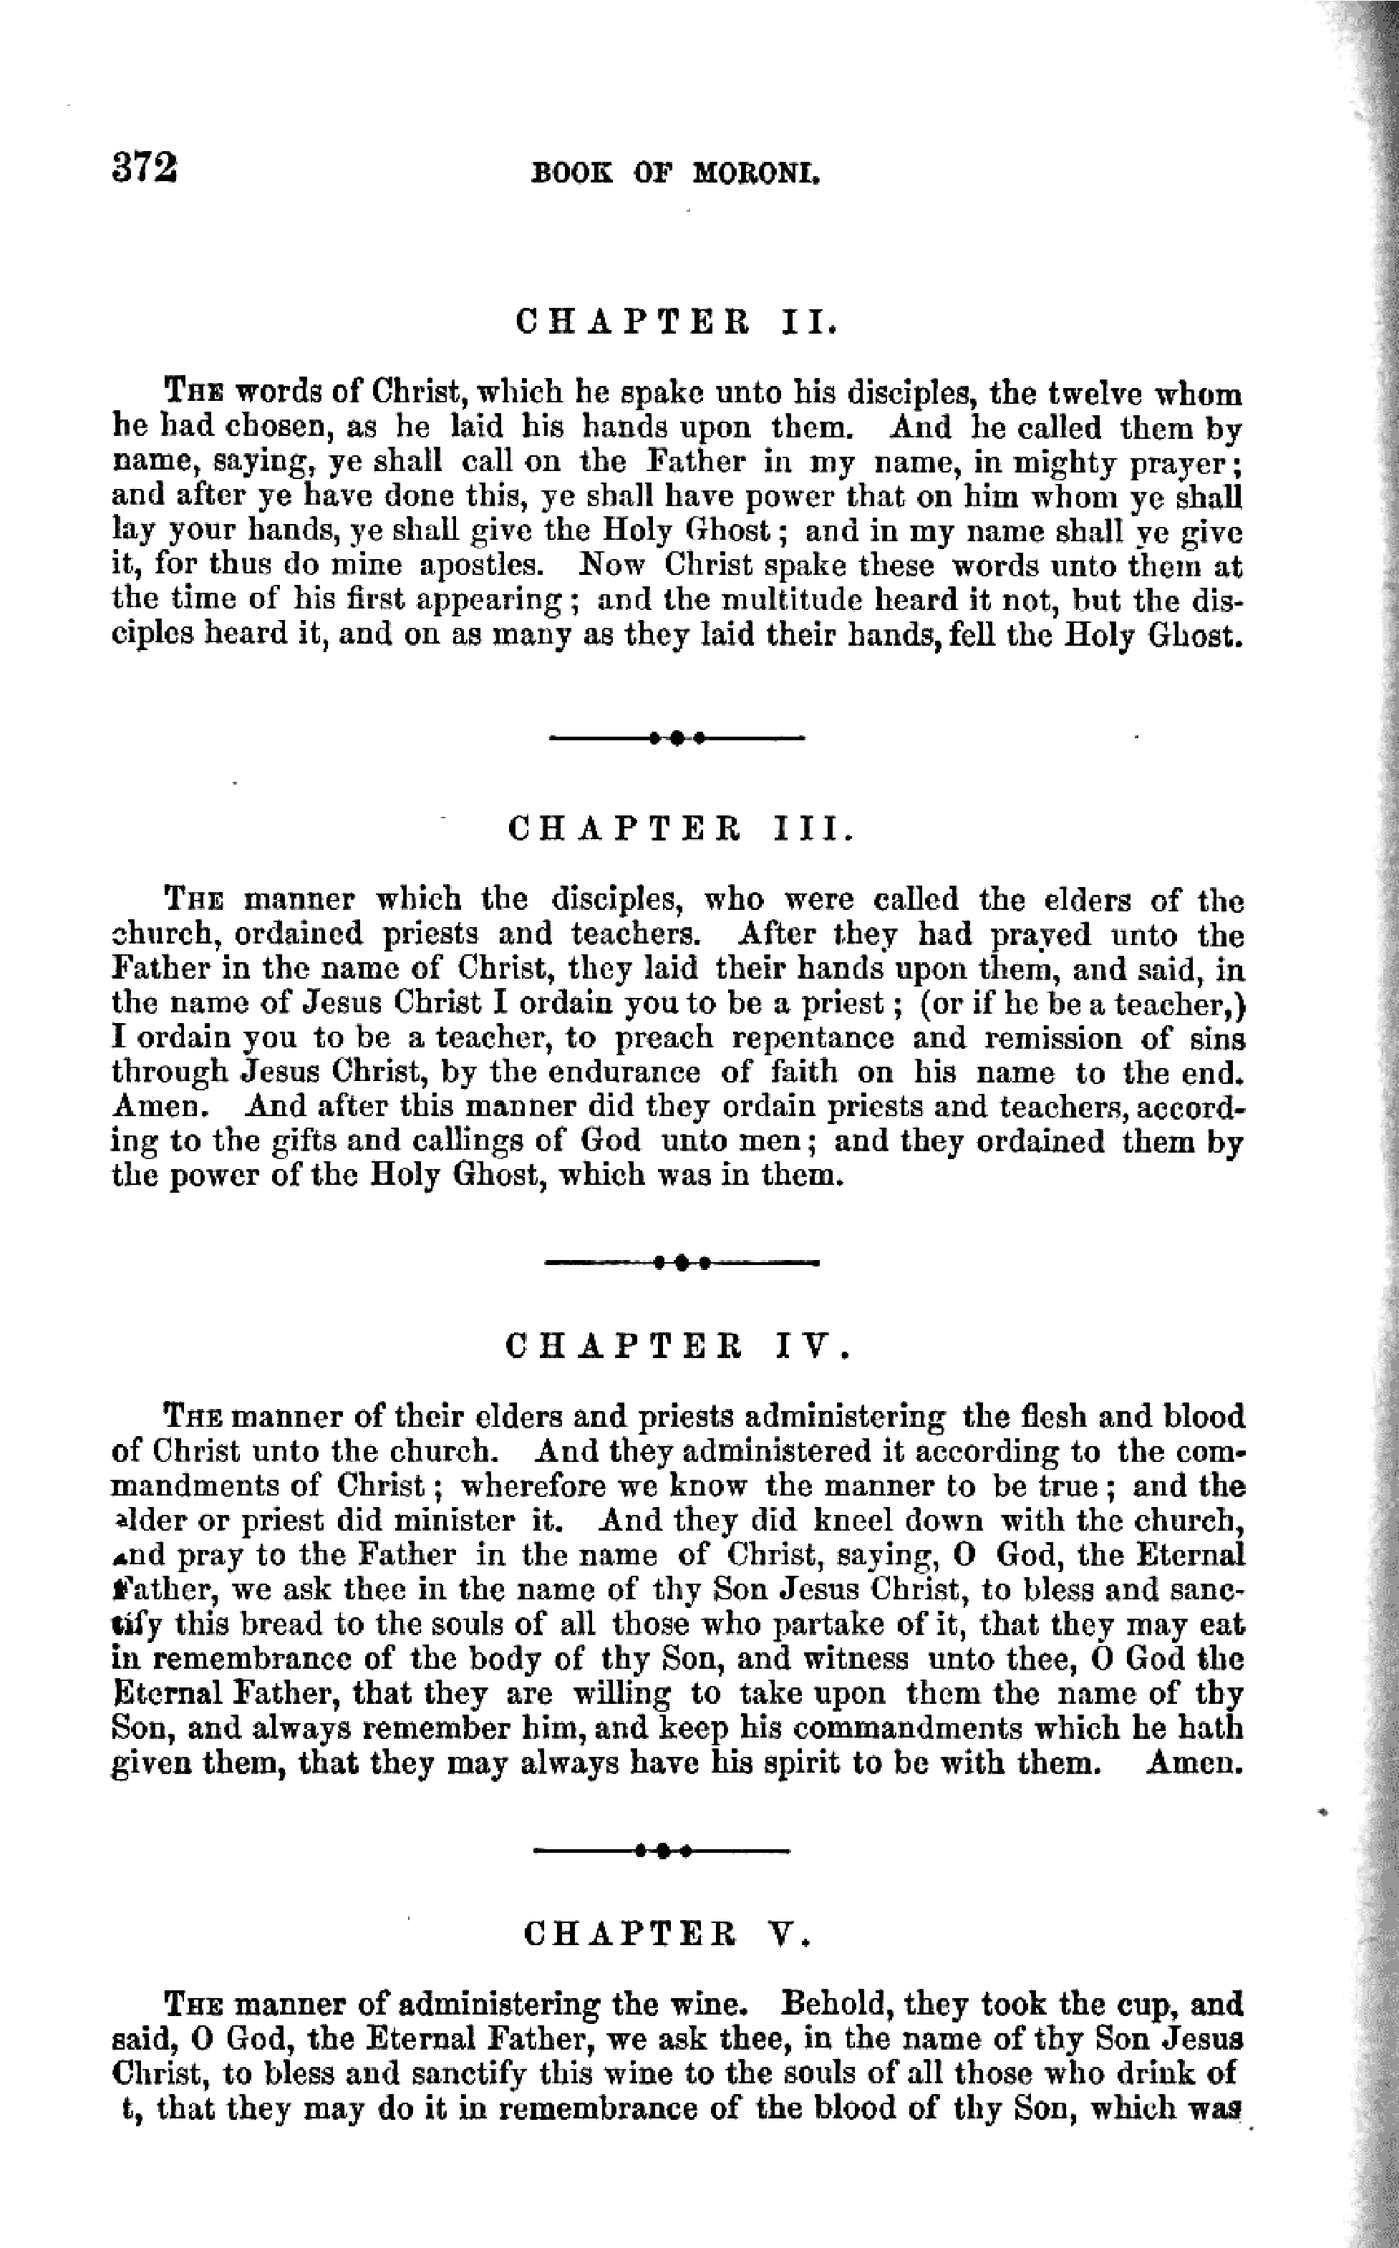 372 BOOK OF MORONI.
CHAPTER II.
THE words of Christ, which he spake unto his disciples, the twelve whom
he had chosen, as he laid his hands upon them. And he called them by
name, saying, ye shall call on the Father in my name, in mighty prayer;
and after ye have done this, ye shall have power that on him whom ye shall
lay your hands, ye shall give the Holy Ghost; and in my name shall ye give
it, for thus do mine apostles. Now Christ spake these words unto them at
the time of his first appearing; and the multitude heard it not, but the dis-
ciples heard it, and on as many as they laid their hands, fell the Holy Ghost.
CHAPTER III.
THE manner which the disciples, who were called the elders of the
church, ordained priests and teachers. After they had prayed unto the
Father in the name of Christ, they laid their hands upon them, and said, in
the name of Jesus Christ I ordain you to be a priest; (or if he be a teacher,)
I ordain you to be a teacher, to preach repentance and remission of sins
through Jesus Christ, by the endurance of faith on his name to the end.
Amen. And after this manner did they ordain priests and teachers, accord-
ing to the gifts and callings of God unto men; and they ordained them by
the power of the Holy Ghost, which was in them.
CHAPTER IV.
THE manner of their elders and priests administering the flesh and blood
of Christ unto the church. And they administered it according to the com-
mandments of Christ; wherefore we know the manner to be true; and the
elder or priest did minister it. And they did kneel down with the church,
and pray to the Father in the name of Christ, saying, O God, the Eternal
Father, we ask thee in the name of thy Son Jesus Christ, to bless and sanc-
tify this bread to the souls of all those who partake of it, that they may eat
in remembrance of the body of thy Son, and witness unto thee, O God the
Eternal Father, that they are willing to take upon them the name of thy
Son, and always remember him, and keep his commandments which he hath
given them, that they may always have his spirit to be with them. Amen.
CHAPTER V.
THE manner of administering the wine. Behold, they took the cup, and
said, O God, the Eternal Father, we ask thee, in the name of thy Son Jesus
Christ, to bless and sanctify this wine to the souls of all those who drink of
t, that they may do it in remembrance of the blood of thy Son, which was